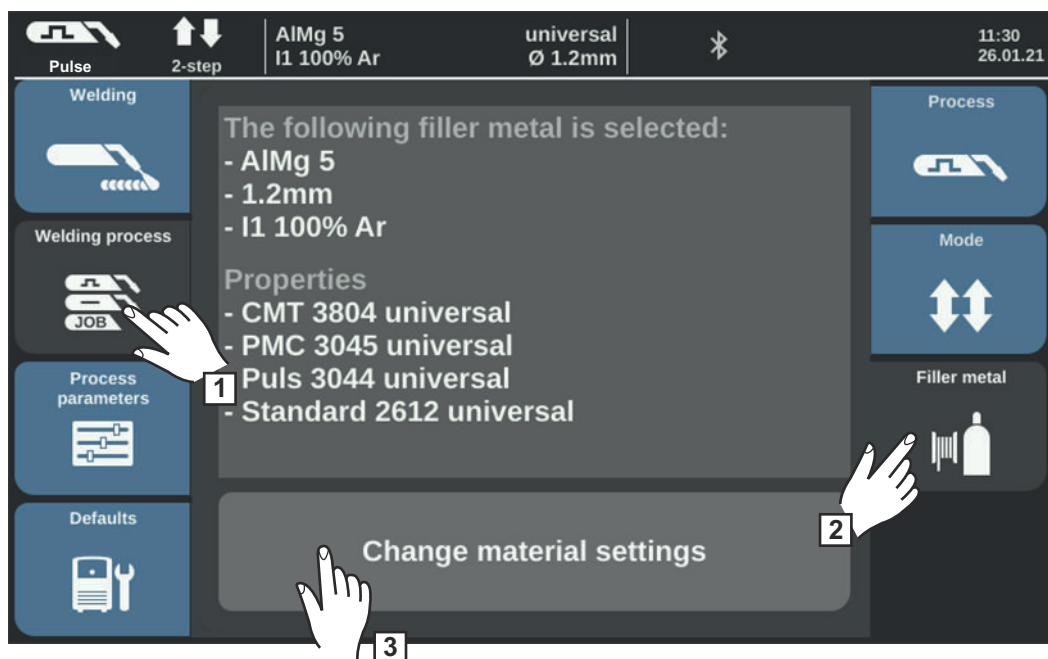 Pulse
2-step
AlMg 5
I1 100% Ar
universal
Ø 1.2mm
11:30
26.01.21
Welding
Welding process
JOB
Process
parameters
Defaults
The following filler metal is selected:
- AlMg 5
- 1.2mm
- I1 100% Ar
Properties
- CMT 3804 universal
- PMC 3045 universal
- Puls 3044 universal
- Standard 2612 universal
Change material settings
Process
Mode
Filler metal
1
2
3